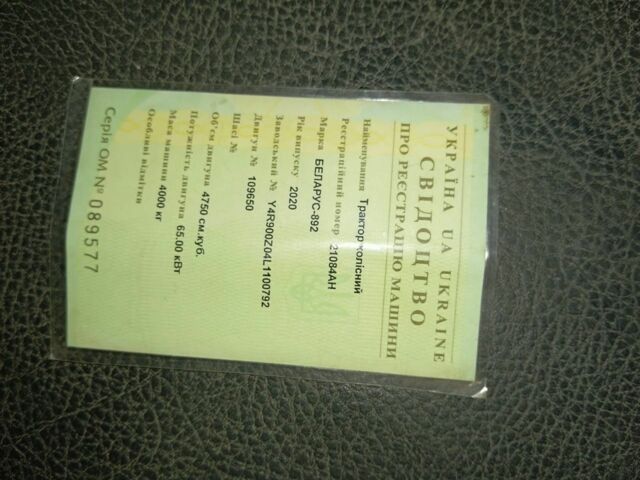 УКРАЇНА UA UKRAINE
СВІДОЦТВО
ПРО РЕЄСТРАЦІЮ МАШИНИ
Найменування Трактор колісний
Реєстраційний номер 21084АН
Марка БЕЛАРУС-892
Рік випуску 2020
Заводський № Y4R900Z04L1100792
Двигун № 109650
Шасі №
Об'єм двигуна 4750 см.куб.
Потужність двигуна 65.00 кВт
Маса машини 4000 кг
Особливі відмітки
Серія ОМ № 089577